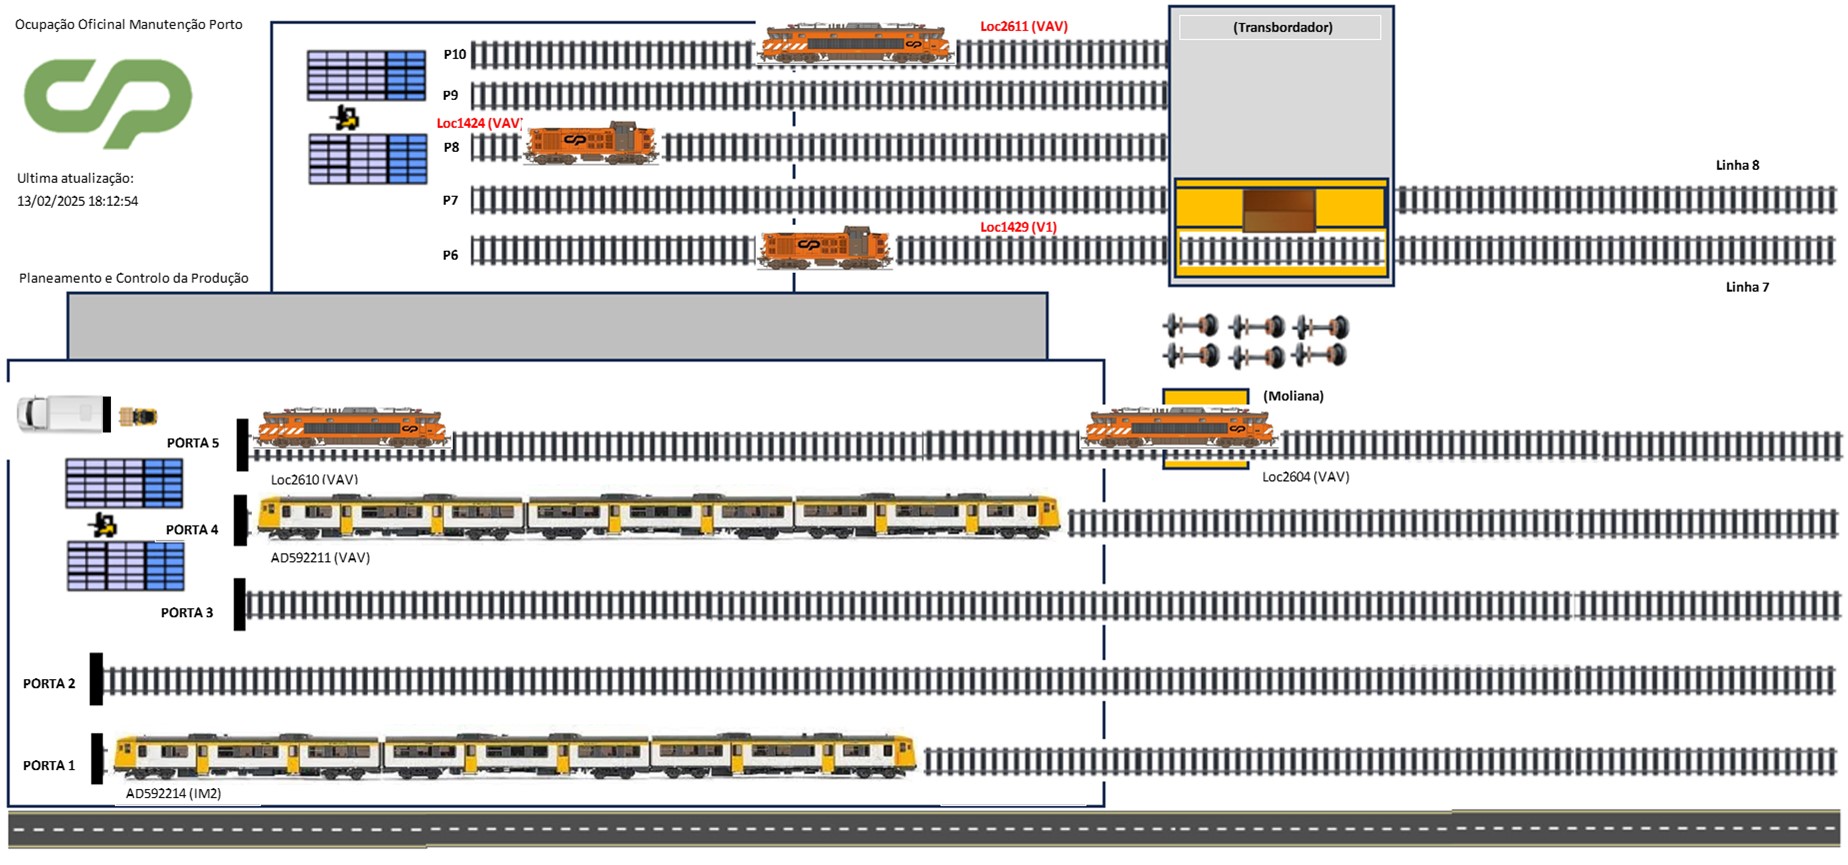 Ocupação Oficinal Manutenção Porto
Loc2611 (VAV)
(Transbordador)
P10
P9
Loc1424 (VAV)
P8
Linha 8
Ultima atualização:
13/02/2025 18:12:54
P7
Loc1429 (V1)
P6
Planeamento e Controlo da Produção
Linha 7
(Moliana)
PORTA 5
Loc2610 (VAV)
Loc2604 (VAV)
PORTA 4
AD592211 (VAV)
PORTA 3
PORTA 2
PORTA 1
AD592214 (IM2)